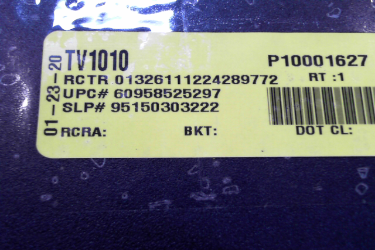 TV1010 P10001627
RCTR 01326111224289772 RT :1
UPC# 60958525297
SLP# 95150303222
RCRA: BKT: DOT CL:
01-23-20